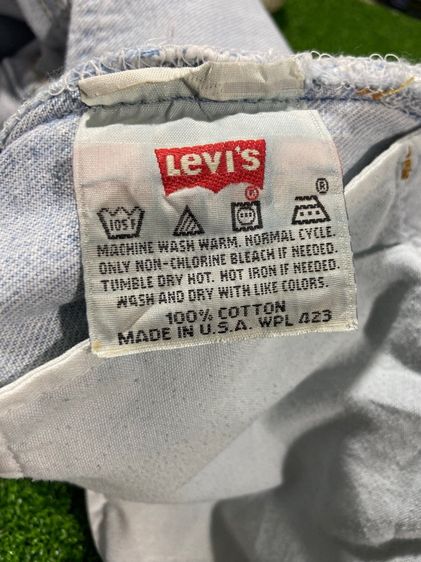 Levi's
®
®
105°
MACHINE WASH WARM. NORMAL CYCLE.
ONLY NON-CHLORINE BLEACH IF NEEDED.
TUMBLE DRY HOT. HOT IRON IF NEEDED.
WASH AND DRY WITH LIKE COLORS.
100% COTTON
MADE IN U.S.A. WPL 423